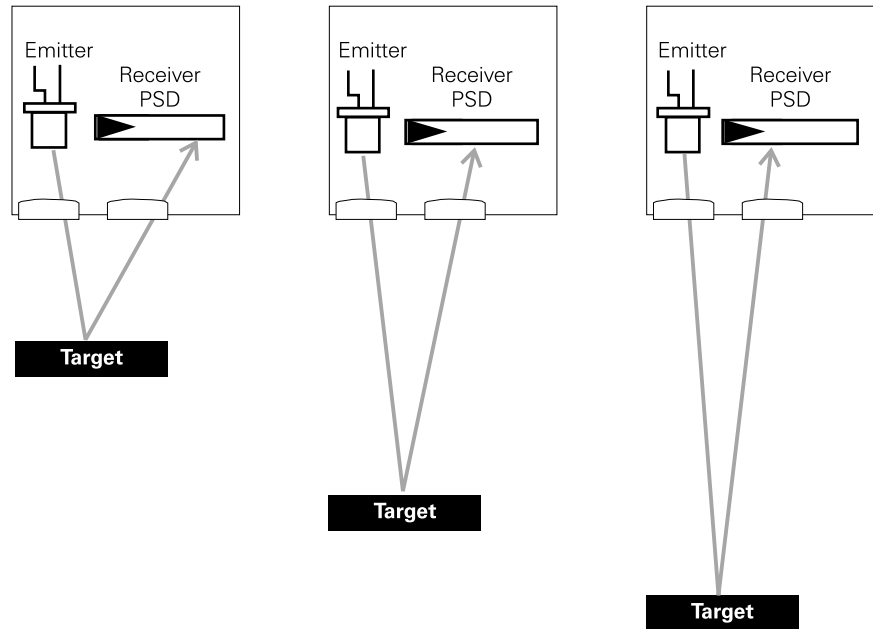 Emitter
Receiver
PSD
Target
Emitter
Receiver
PSD
Target
Emitter
Receiver
PSD
Target